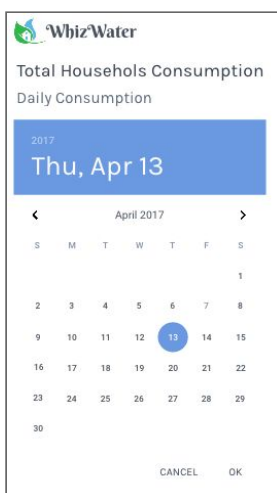 WhizWater
Total Househols Consumption
Daily Consumption
2017
Thu, Apr 13
April 2017
S M T W T F S
1
2 3 4 5 6 7 8
9 10 11 12 13 14 15
16 17 18 19 20 21 22
23 24 25 26 27 28 29
30
CANCEL OK